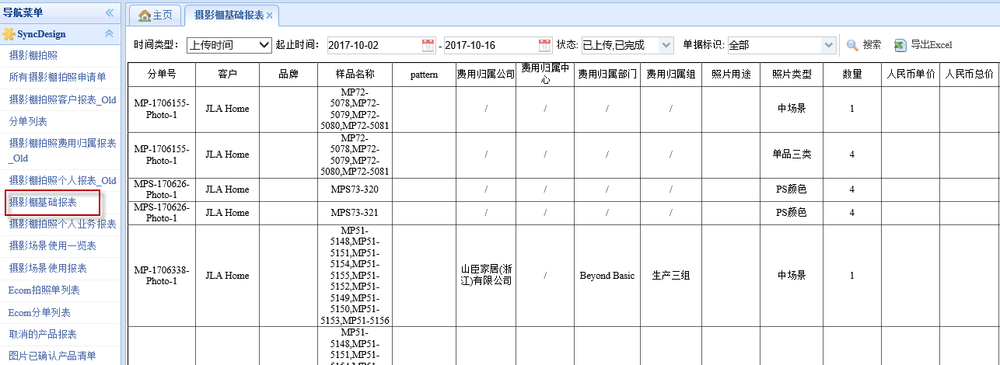 导航菜单
SyncDesign
摄影棚拍照
所有摄影棚拍照申请单
摄影棚拍照客户报表_Old
分单列表
摄影棚拍照费用归属报表
_Old
摄影棚拍照个人报表_Old
摄影棚基础报表
摄影棚拍照个人业务报表
摄影场景使用一览表
摄影场景使用报表
Ecom拍照单列表
Ecom分单列表
取消的产品报表
图片已确认产品清单
主页 摄影棚基础报表
时间类型: 上传时间 起止时间: 2017-10-02 - 2017-10-16 状态: 已上传,已完成 单据标识: 全部 搜索 导出Excel
分单号 客户 品牌 样品名称 pattern 费用归属公司 费用归属中
心 费用归属部门 费用归属组 照片用途 照片类型 数量 人民币单价 人民币总价
MP-1706155-
Photo-1 JLA Home MP72-
5078,MP72-
5079,MP72-
5080,MP72-5081 / / / / 中场景 1
MP-1706155-
Photo-1 JLA Home MP72-
5078,MP72-
5079,MP72-
5080,MP72-5081 / / / / 单品三类 4
MPS-170626-
Photo-1 JLA Home MPS73-320 / / / / PS颜色 4
MPS-170626-
Photo-1 JLA Home MPS73-321 / / / / PS颜色 4
MP-1706338-
Photo-1 JLA Home MP51-
5148,MP51-
5151,MP51-
5154,MP51-
5155,MP51-
5152,MP51-
5149,MP51-
5150,MP51-
5153,MP51-5156 山臣家居(浙
江)有限公司 / Beyond Basic 生产三组 中场景 1
MP51-
5148,MP51-
5151,MP51-
5154,MP51-